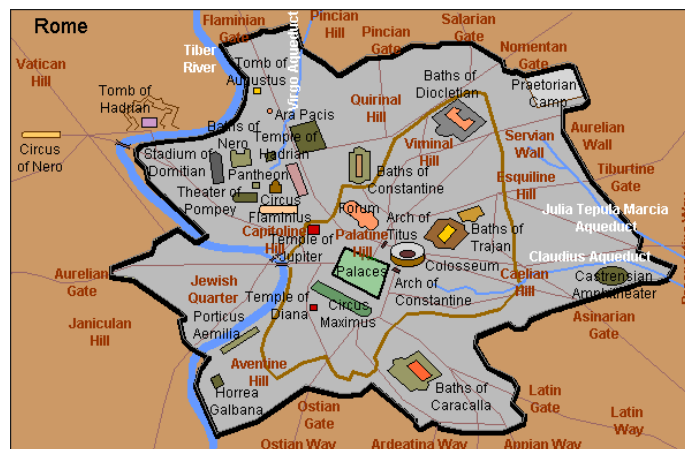 Rome
Flaminian
Gate
Pincian
Hill
Pincian
Gate
Salarian
Gate
Nomentan
Gate
Vatican
Hill
Tiber
River
Virgo Aqueduct
Tomb of
Augustus
Baths of
Diocletian
Praetorian
Camp
Tomb of
Hadrian
Quirinal
Hill
Ara Pacis
Circus
of Nero
Baths of
Nero
Temple of
Hadrian
Viminal
Hill
Servian
Wall
Aurelian
Wall
Stadium of
Domitian
Pantheon
Baths of
Constantine
Esquiline
Hill
Tiburtine
Gate
Theater of
Pompey
Circus
Flaminius
Forum
Arch of
Titus
Baths of
Trajan
Julia Tepula Marcia
Aqueduct
Capitoline
Hill
Temple of
Jupiter
Palatine
Hill
Colosseum
Claudius Aqueduct
Aurelian
Gate
Jewish
Quarter
Palaces
Arch of
Constantine
Caelian
Hill
Castrensian
Amphitheater
Temple of
Diana
Circus
Maximus
Janiculan
Hill
Porticus
Aemilia
Asinarian
Gate
Aventine
Hill
Horrea
Galbana
Baths of
Caracalla
Ostian
Gate
Latin
Gate
Latin
Way
Ostian Way
Ardeatina Way
Appian Way